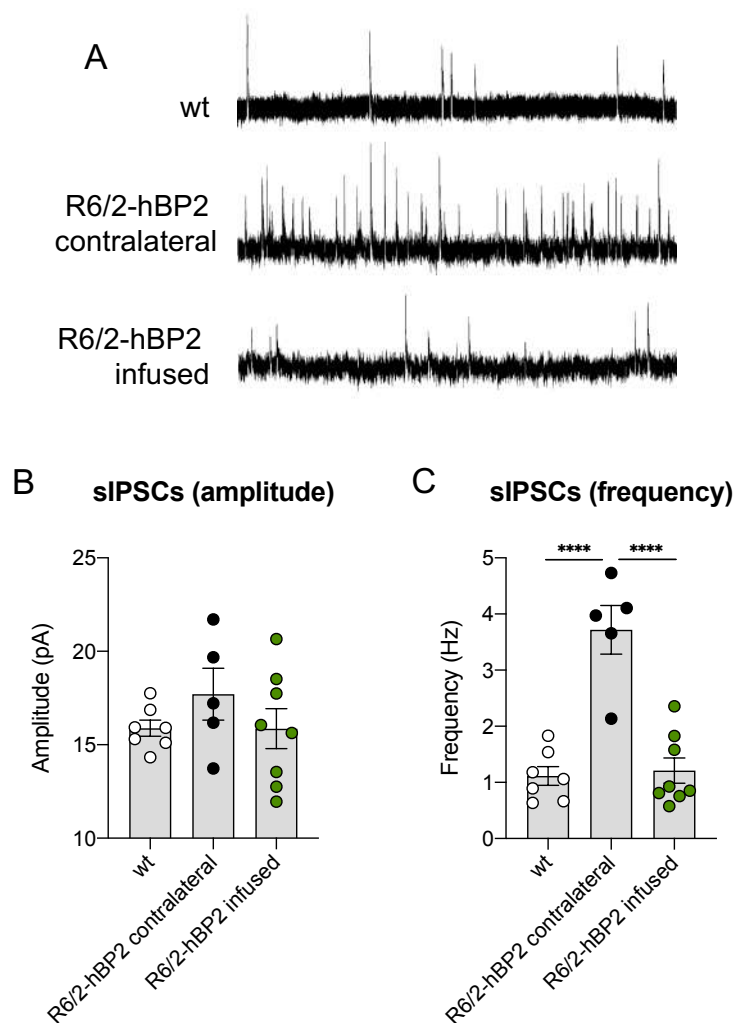 A
wt
R6/2-hBP2
contralateral
R6/2-hBP2
infused
B
sIPSCs (amplitude)
25
20
15
10
Amplitude (pA)
wt
R6/2-hBP2 contralateral
R6/2-hBP2 infused
C
sIPSCs (frequency)
**** ****
5
4
3
2
1
0
Frequency (Hz)
wt
R6/2-hBP2 contralateral
R6/2-hBP2 infused